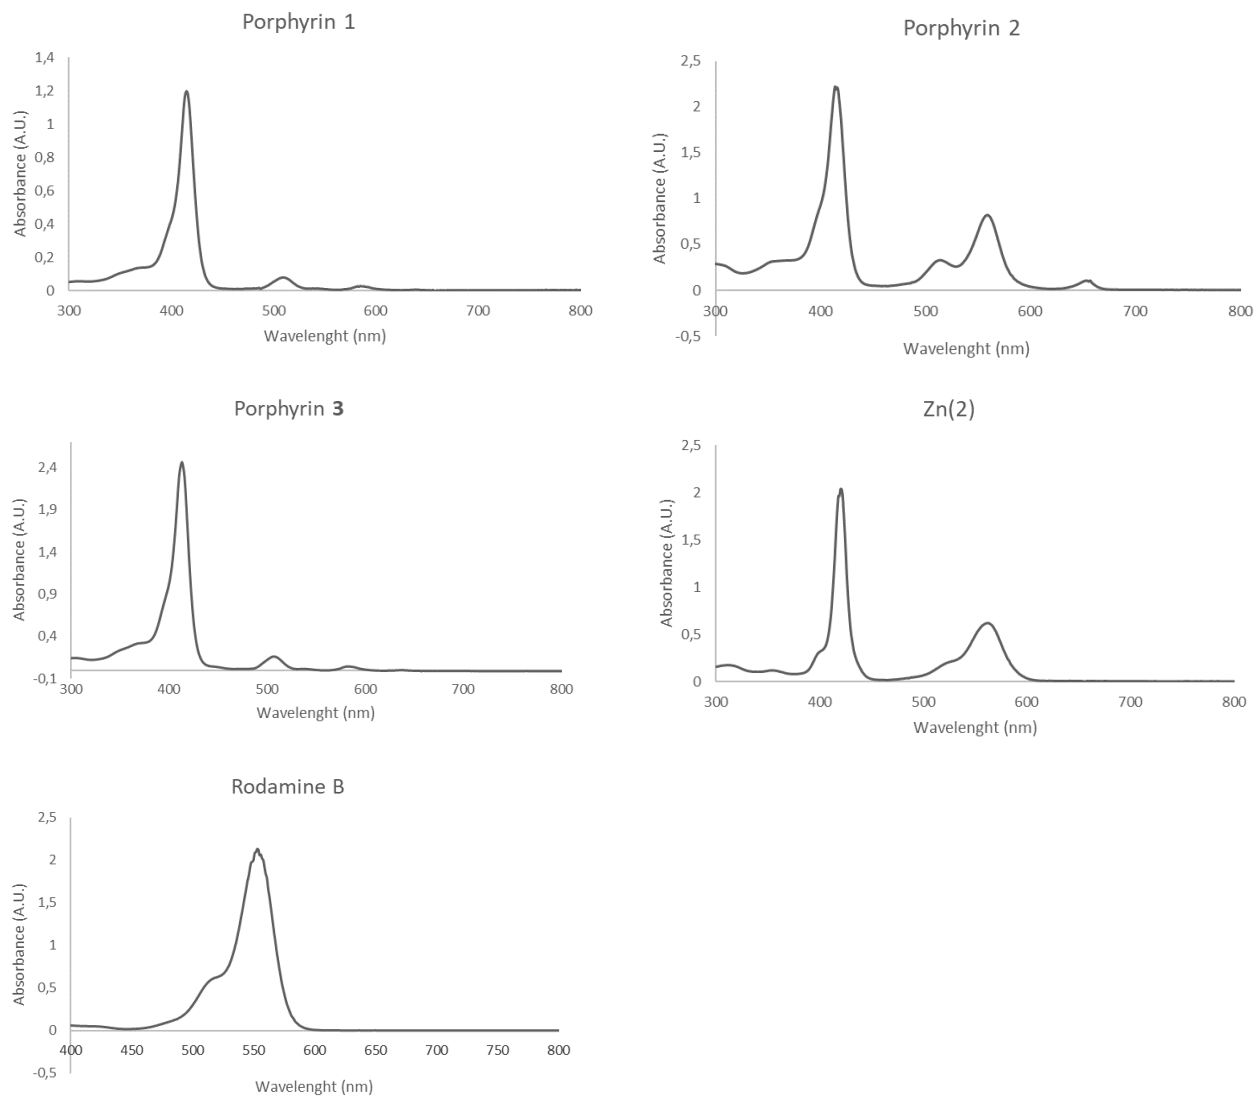 Porphyrin 1
1,4
1,2
1
0,8
0,6
0,4
0,2
0
Absorbance (A.U.)
300 400 500 600 700 800
Wavelenght (nm)
Porphyrin 2
2,5
2
1,5
1
0,5
0
-0,5
Absorbance (A.U.)
300 400 500 600 700 800
Wavelenght (nm)
Porphyrin 3
2,4
1,9
1,4
0,9
0,4
-0,1
Absorbance (A.U.)
300 400 500 600 700 800
Wavelenght (nm)
Zn(2)
2,5
2
1,5
1
0,5
0
Absorbance (A.U.)
300 400 500 600 700 800
Wavelenght (nm)
Rodamine B
2,5
2
1,5
1
0,5
0
-0,5
Absorbance (A.U.)
400 450 500 550 600 650 700 750 800
Wavelenght (nm)